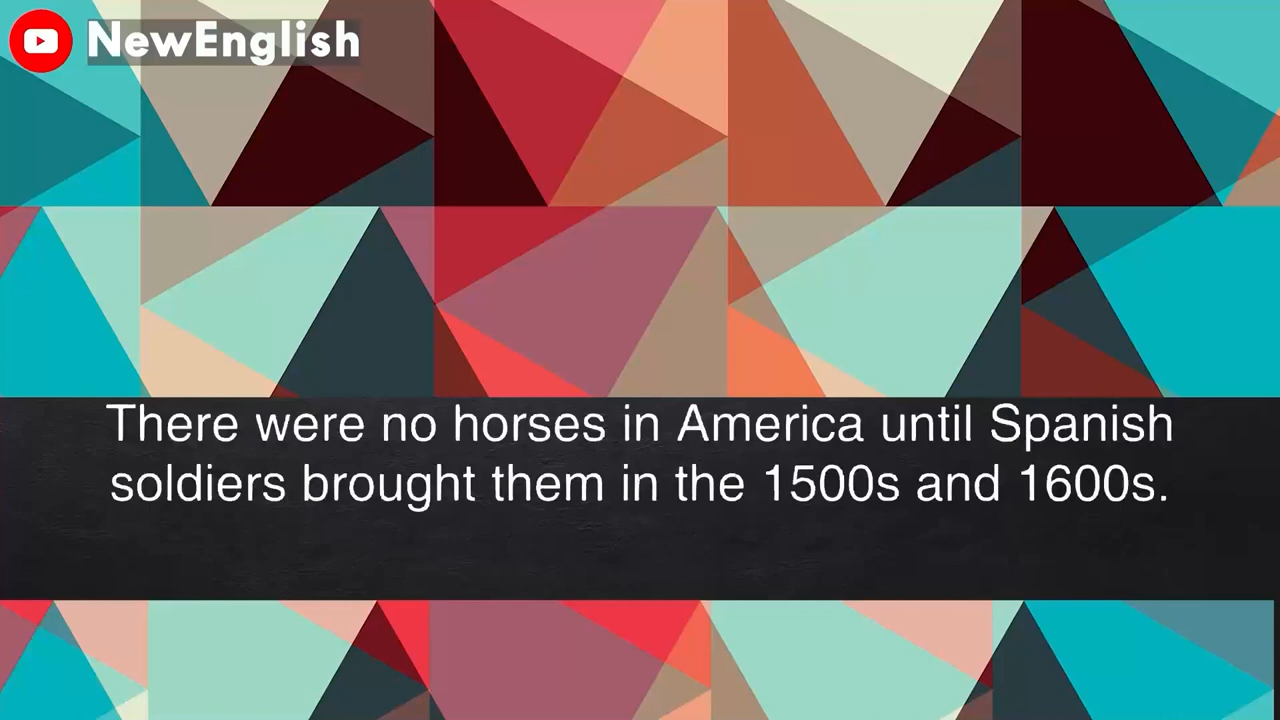 NewEnglish
There were no horses in America until Spanish
soldiers brought them in the 1500s and 1600s.